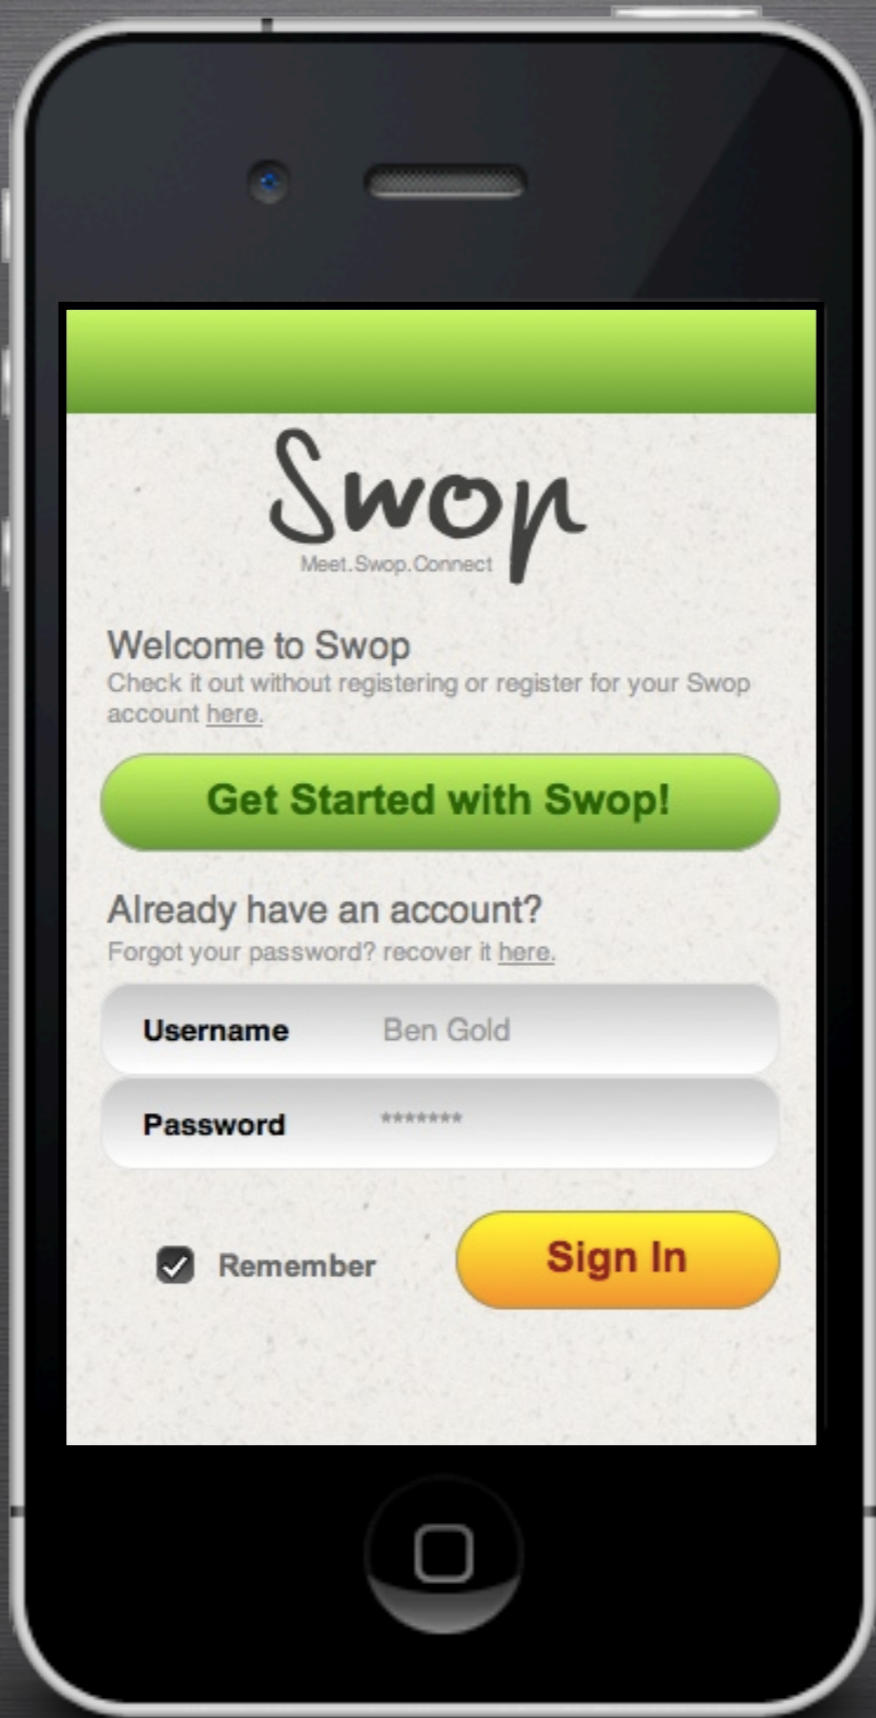 Swop
Meet.Swop.Connect
Welcome to Swop
Check it out without registering or register for your Swop
account here.
Get Started with Swop!
Already have an account?
Forgot your password? recover it here.
Username Ben Gold
Password *******
Remember
Sign In